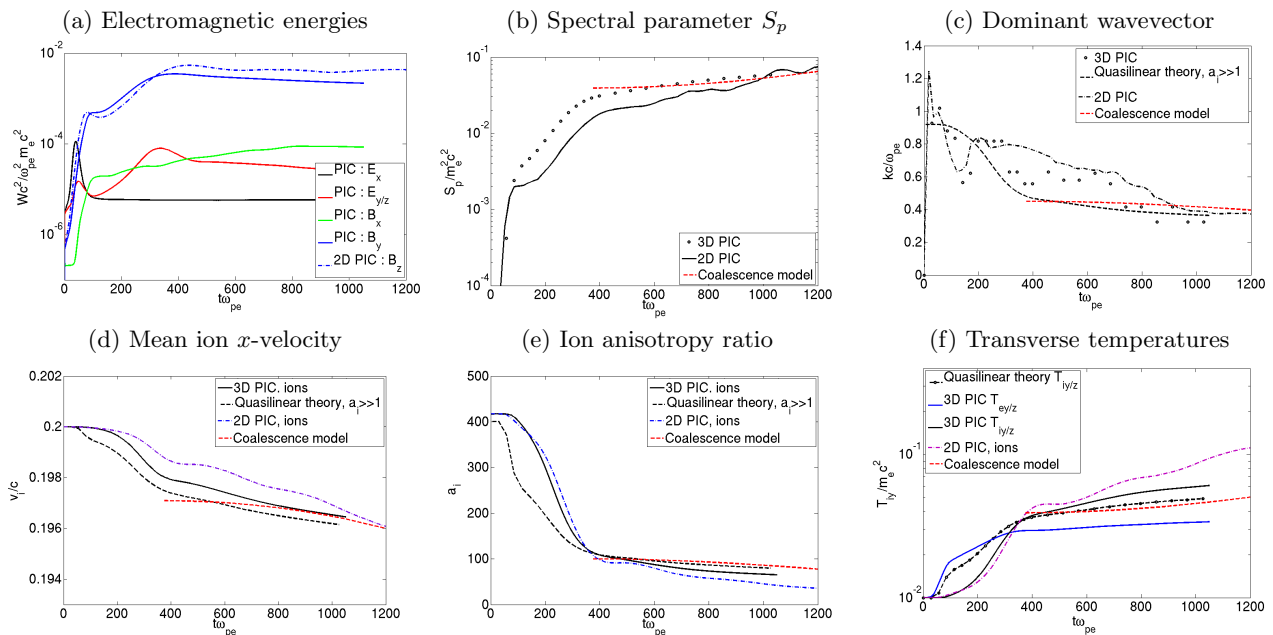 (a) Electromagnetic energies
10^-2
10^-4
10^-6
Wc^2/ω_pe^2 m_e c^2
PIC : E_x
PIC : E_y/z
PIC : B_x
PIC : B_y
2D PIC : B_z
0 200 400 600 800 1000 1200
tω_pe
(b) Spectral parameter S_p
10^-1
10^-2
10^-3
10^-4
S_p/m_e^2c^2
3D PIC
2D PIC
Coalescence model
0 200 400 600 800 1000 1200
tω_pe
(c) Dominant wavevector
1.4
1.2
1
0.8
0.6
0.4
0.2
0
kc/ω_pe
3D PIC
Quasilinear theory, a_i>>1
2D PIC
Coalescence model
0 200 400 600 800 1000 1200
tω_pe
(d) Mean ion x-velocity
0.202
0.2
0.198
0.196
0.194
v_i/c
3D PIC. ions
Quasilinear theory, a_i>>1
2D PIC, ions
Coalescence model
0 200 400 600 800 1000 1200
tω_pe
(e) Ion anisotropy ratio
500
400
300
200
100
0
a_i
3D PIC, ions
Quasilinear theory, a_i>>1
2D PIC, ions
Coalescence model
0 200 400 600 800 1000 1200
tω_pe
(f) Transverse temperatures
10^-1
10^-2
T_iy/m_e c^2
Quasilinear theory T_iy/z
3D PIC T_ey/z
3D PIC T_iy/z
2D PIC, ions
Coalescence model
0 200 400 600 800 1000 1200
tω_pe